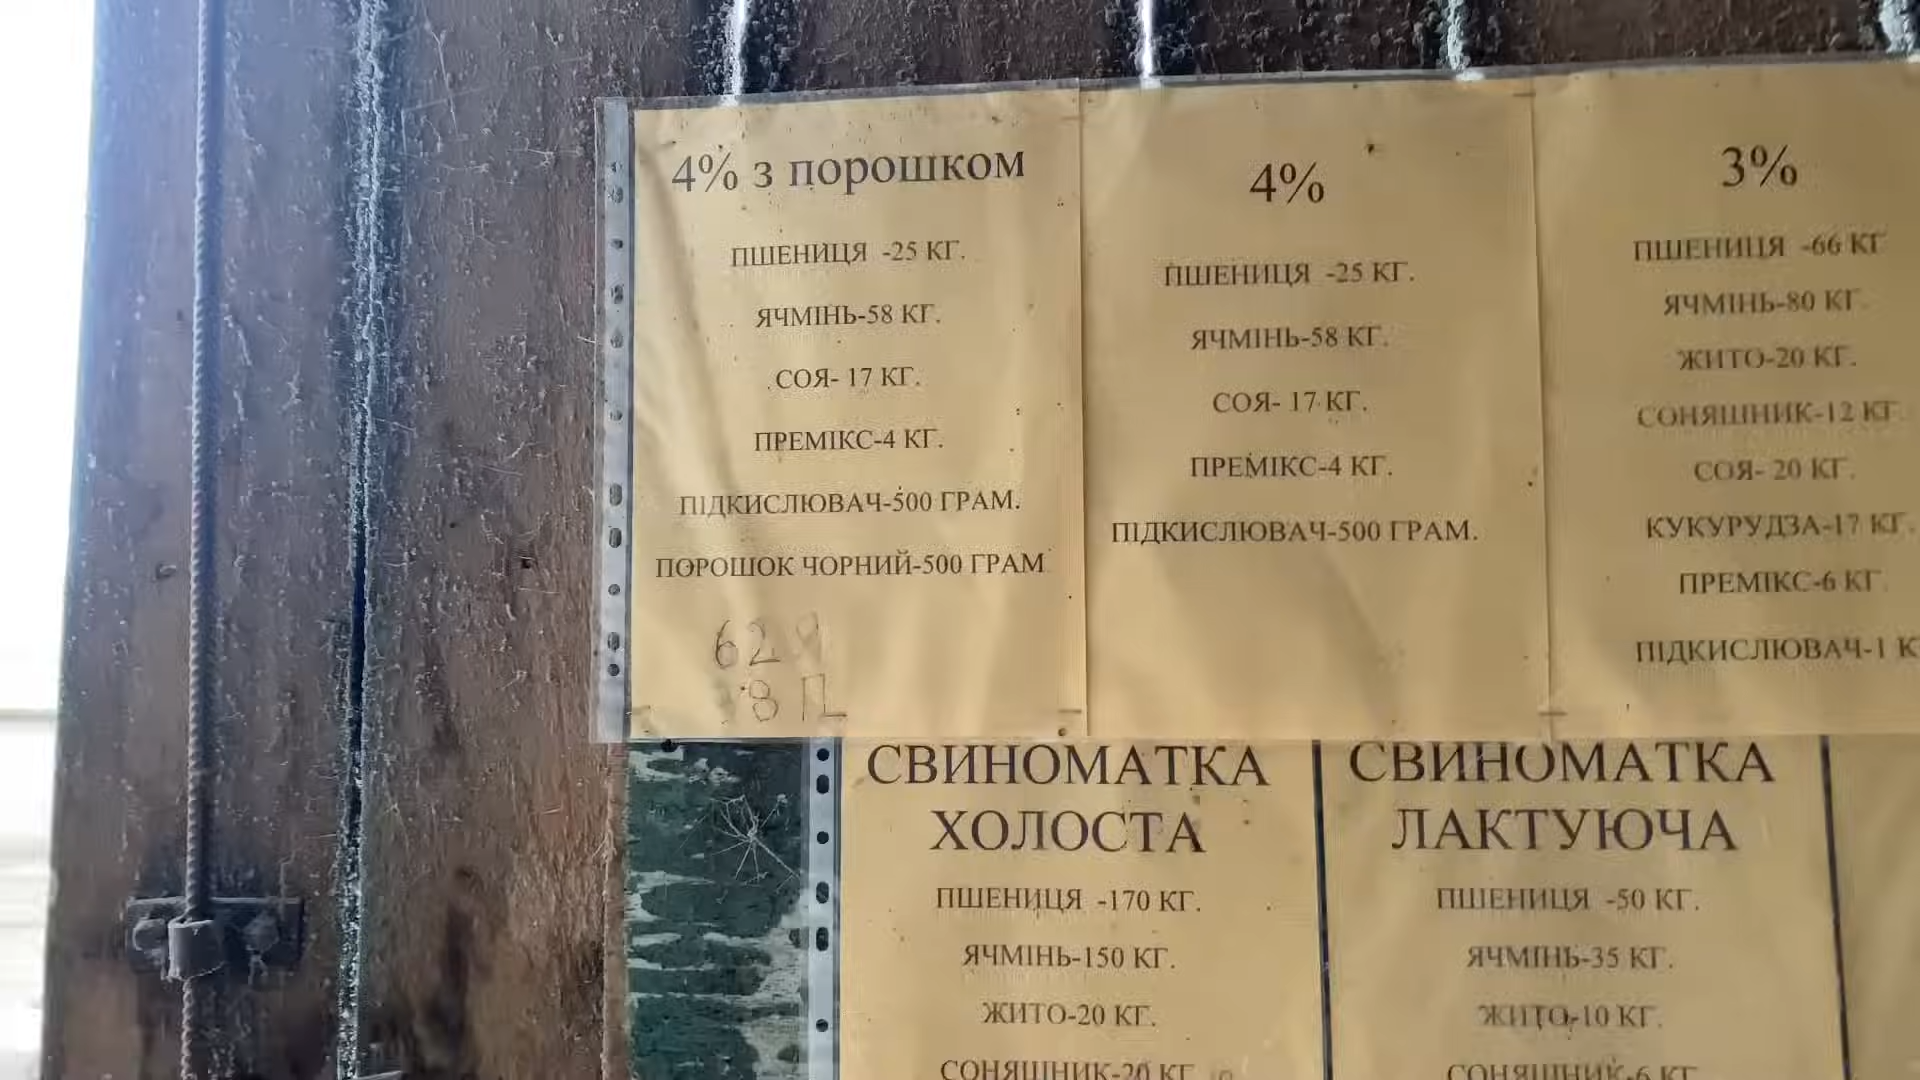 4% з порошком
ПШЕНИЦЯ -25 КГ.
ЯЧМІНЬ-58 КГ.
СОЯ- 17 КГ.
ПРЕМІКС-4 КГ.
ПІДКИСЛЮВАЧ-500 ГРАМ.
ПОРОШОК ЧОРНИЙ-500 ГРАМ
4%
ПШЕНИЦЯ -25 КГ.
ЯЧМІНЬ-58 КГ.
СОЯ- 17 КГ.
ПРЕМІКС-4 КГ.
ПІДКИСЛЮВАЧ-500 ГРАМ.
3%
ПШЕНИЦЯ -66 КГ
ЯЧМІНЬ-80 КГ.
ЖИТО-20 КГ.
СОНЯШНИК-12 КГ.
СОЯ- 20 КГ.
КУКУРУДЗА-17 КГ.
ПРЕМІКС-6 КГ.
ПІДКИСЛЮВАЧ-1 К
СВИНОМАТКА
ХОЛОСТА
ПШЕНИЦЯ -170 КГ.
ЯЧМІНЬ-150 КГ.
ЖИТО-20 КГ.
СОНЯШНИК-20 КГ
СВИНОМАТКА
ЛАКТУЮЧА
ПШЕНИЦЯ -50 КГ.
ЯЧМІНЬ-35 КГ.
ЖИТО-10 КГ.
СОНЯШНИК-6 КГ